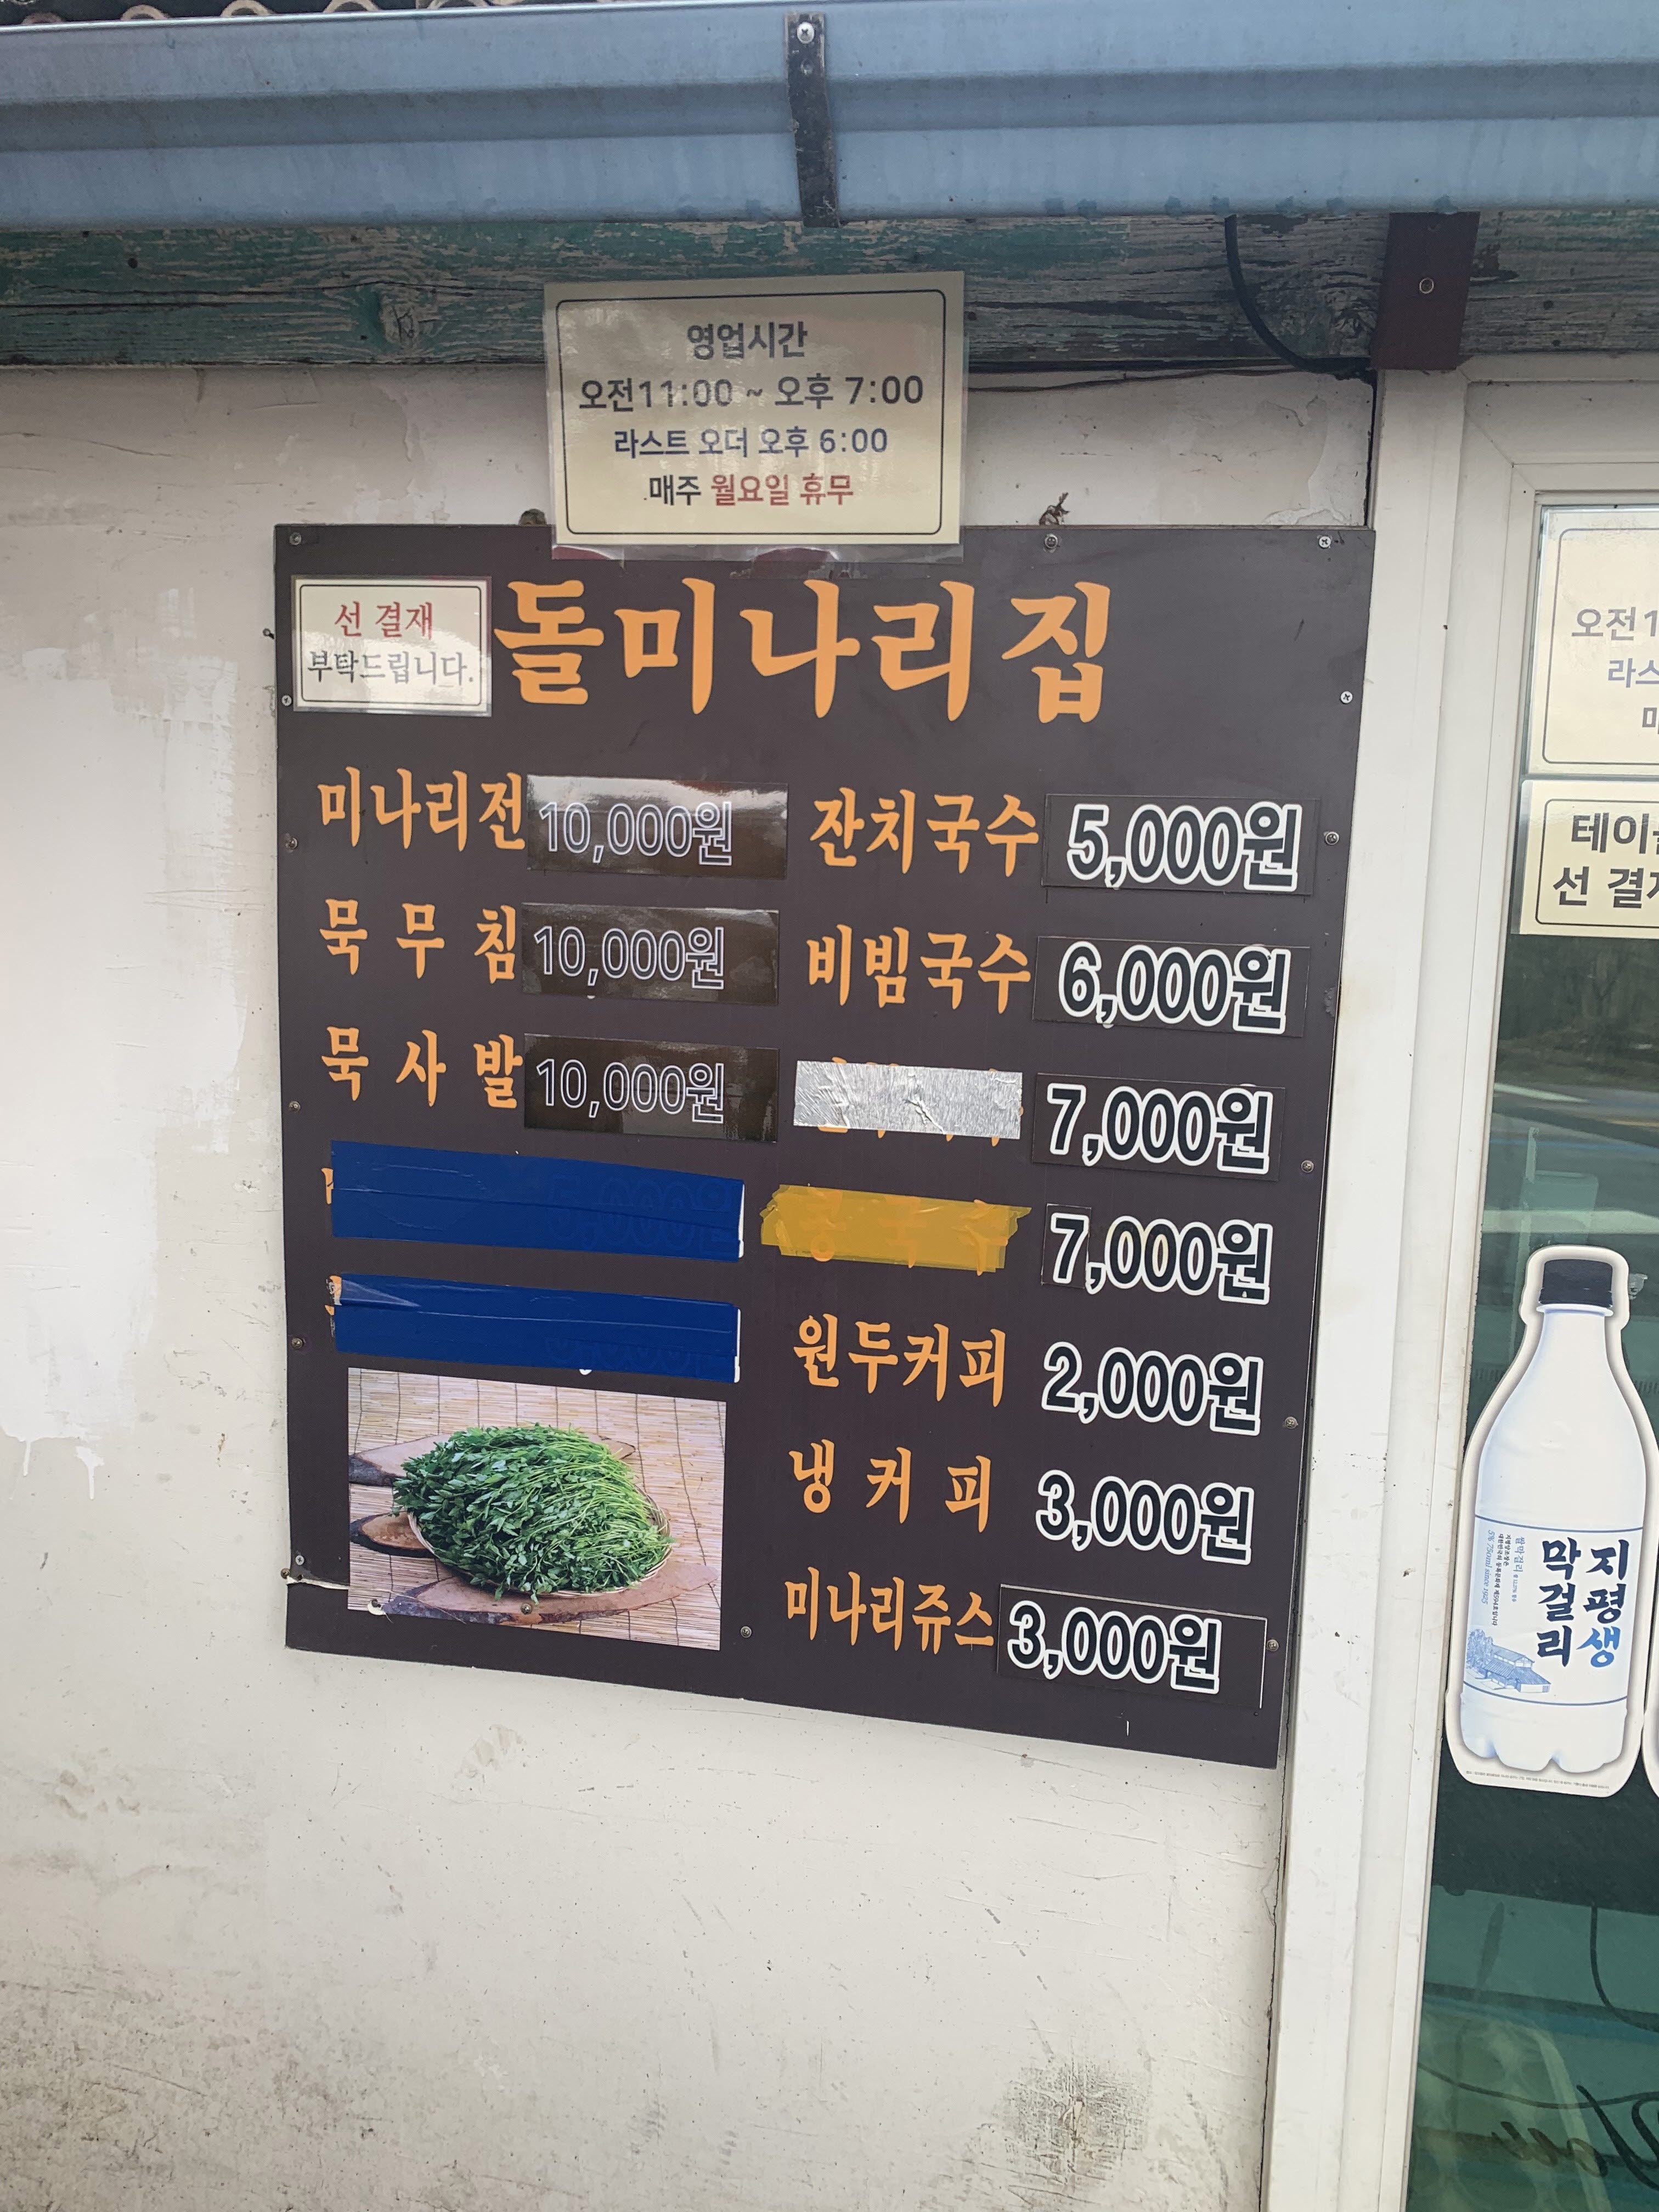 영업시간
오전11:00 ~ 오후 7:00
라스트 오더 오후 6:00
매주 월요일 휴무
선 결재
부탁드립니다.
돌미나리집
미나리전 10,000원
묵무침 10,000원
묵사발 10,000원
잔치국수 5,000원
비빔국수 6,000원
7,000원
7,000원
원두커피 2,000원
냉커피 3,000원
미나리쥬스 3,000원
오전1
라스
테이
선 결
지평생
막걸리